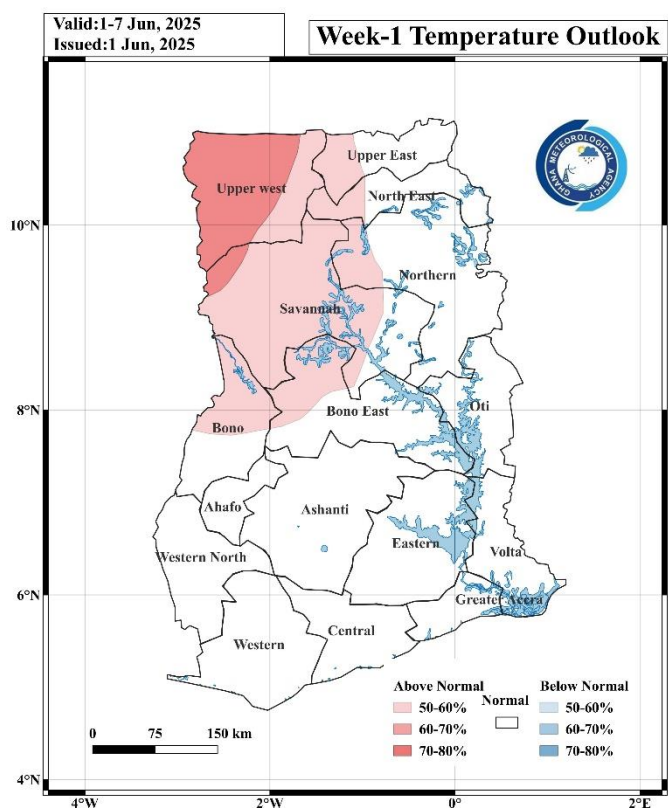 Valid:1-7 Jun, 2025
Issued:1 Jun, 2025
Week-1 Temperature Outlook
GHANA METEOROLOGICAL AGENCY
Upper East
Upper west
North East
10°N
Northern
Savannah
8°N
Bono
Bono East
Oti
Ahafo
Ashanti
Western North
Eastern
Volta
6°N
Greater Accra
Western
Central
Above Normal
Normal
Below Normal
50-60%
50-60%
60-70%
60-70%
70-80%
70-80%
0 75 150 km
4°N
4°W 2°W 0° 2°E